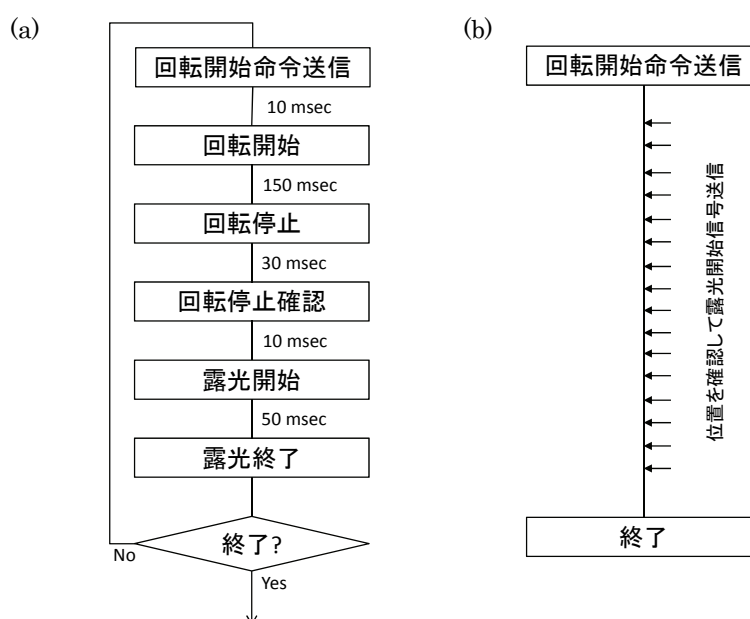 (a)
回転開始命令送信
10 msec
回転開始
150 msec
回転停止
30 msec
回転停止確認
10 msec
露光開始
50 msec
露光終了
終了?
No
Yes
(b)
回転開始命令送信
位置を確認して露光開始信号送信
終了